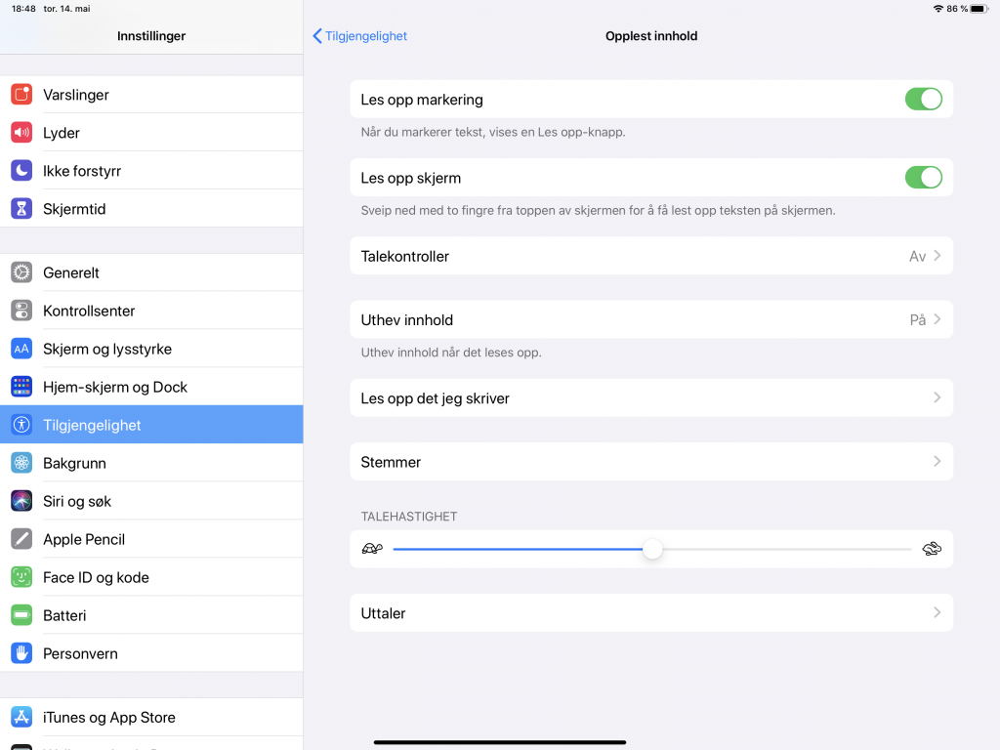 18:48 tor. 14. mai
86 %
Innstillinger
Varslinger
Lyder
Ikke forstyrr
Skjermtid
Generelt
Kontrollsenter
AA Skjerm og lysstyrke
Hjem-skjerm og Dock
Tilgjengelighet
Bakgrunn
Siri og søk
Apple Pencil
Face ID og kode
Batteri
Personvern
iTunes og App Store
Tilgjengelighet
Opplest innhold
Les opp markering
Når du markerer tekst, vises en Les opp-knapp.
Les opp skjerm
Sveip ned med to fingre fra toppen av skjermen for å få lest opp teksten på skjermen.
Talekontroller Av
Uthev innhold På
Uthev innhold når det leses opp.
Les opp det jeg skriver
Stemmer
TALEHASTIGHET
Uttaler